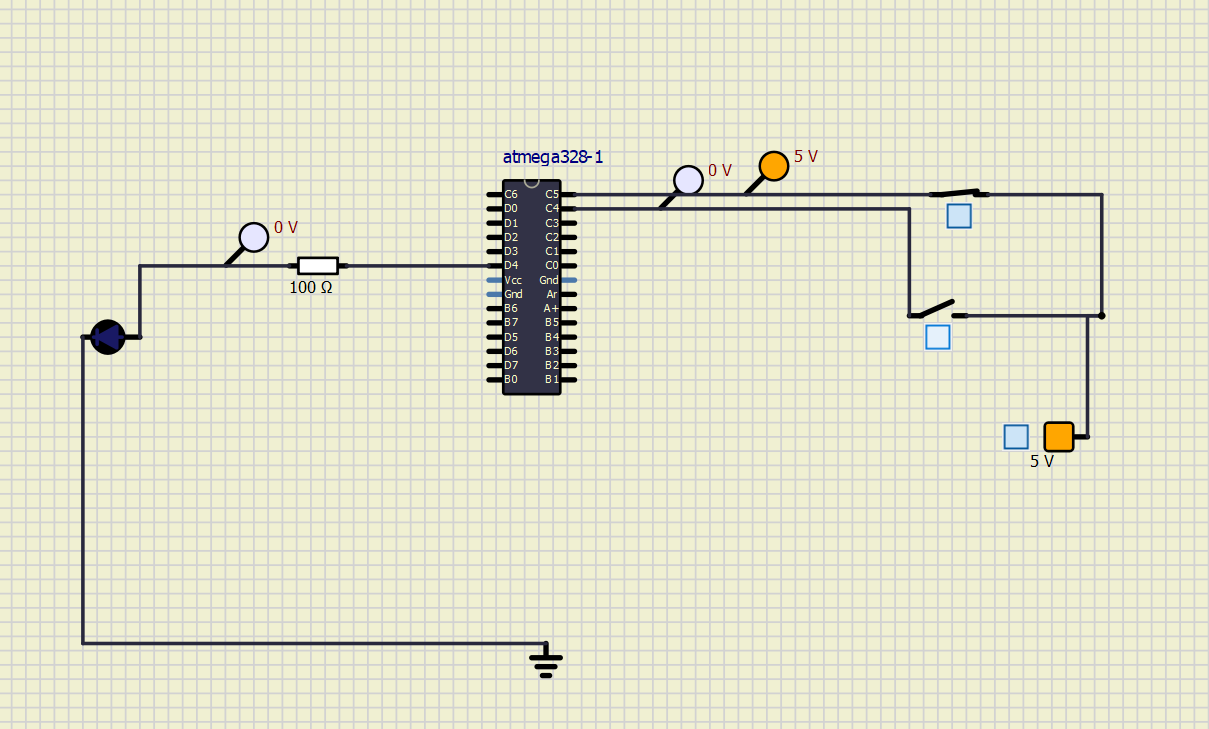 atmega328-1
0 V
5 V
0 V
100 Ω
C6 C5
D0 C4
D1 C3
D2 C2
D3 C1
D4 C0
Vcc Gnd
Gnd Ar
B6 A+
B7 B5
D5 B4
D6 B3
D7 B2
B0 B1
5 V